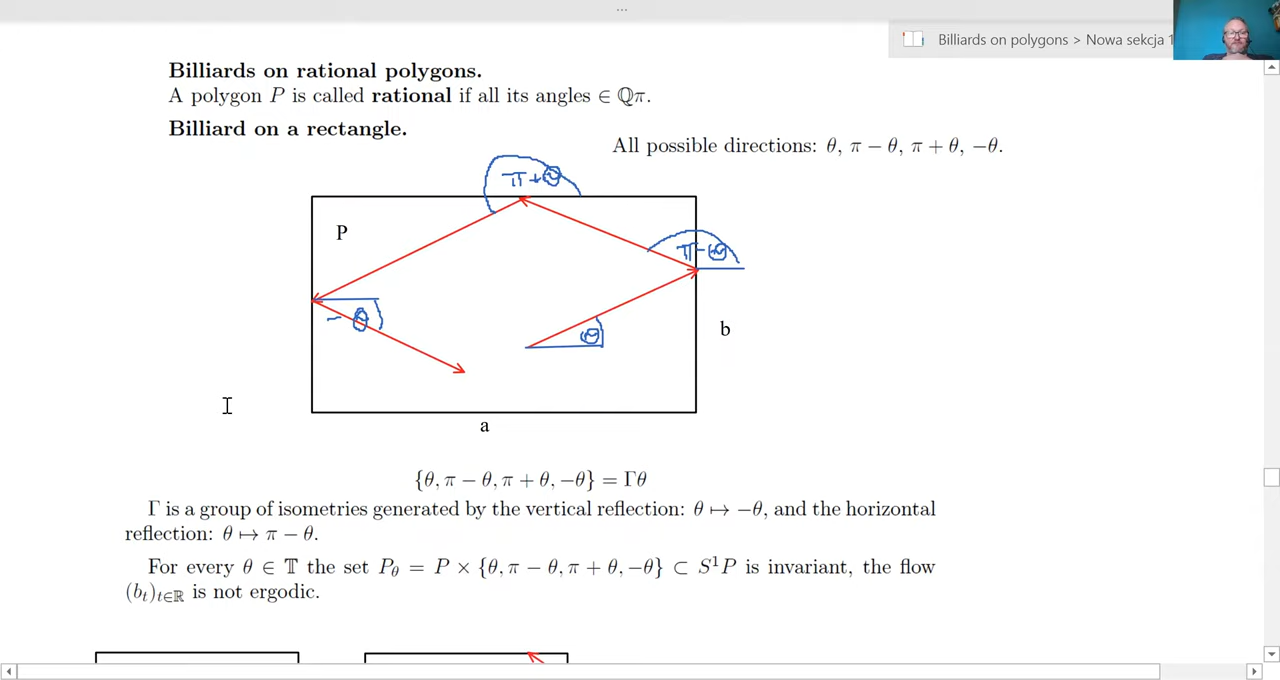 ...
Billiards on polygons > Nowa sekcja 1
Billiards on rational polygons.
A polygon P is called rational if all its angles ∈ ℚπ.
Billiard on a rectangle.
All possible directions: θ, π − θ, π + θ, −θ.
π+θ
P
π-θ
-θ
θ
b
a
{θ, π − θ, π + θ, −θ} = Γθ
Γ is a group of isometries generated by the vertical reflection: θ ↦ −θ, and the horizontal
reflection: θ ↦ π − θ.
For every θ ∈ 𝕋 the set P_θ = P × {θ, π − θ, π + θ, −θ} ⊂ S¹P is invariant, the flow
(b_t)_{t∈ℝ} is not ergodic.